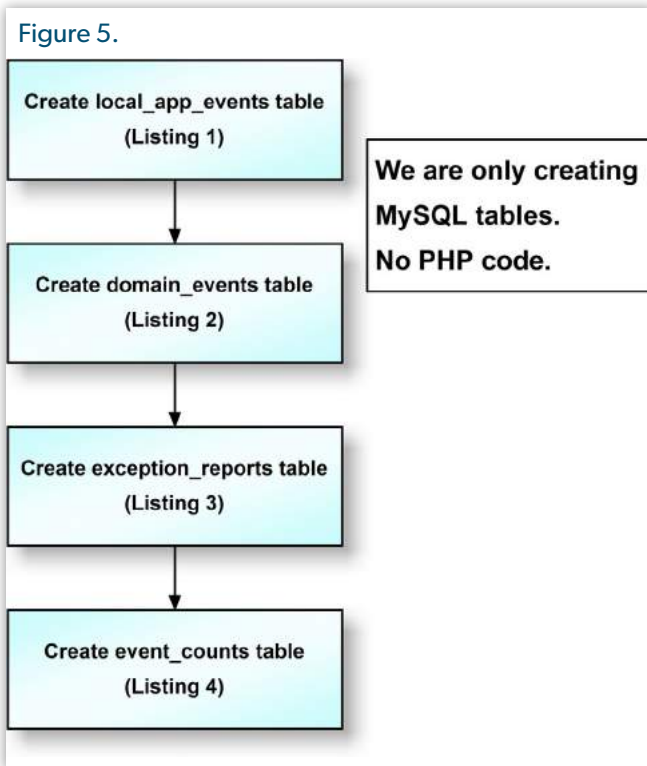 Figure 5.
Create local_app_events table
(Listing 1)
We are only creating
MySQL tables.
No PHP code.
Create domain_events table
(Listing 2)
Create exception_reports table
(Listing 3)
Create event_counts table
(Listing 4)